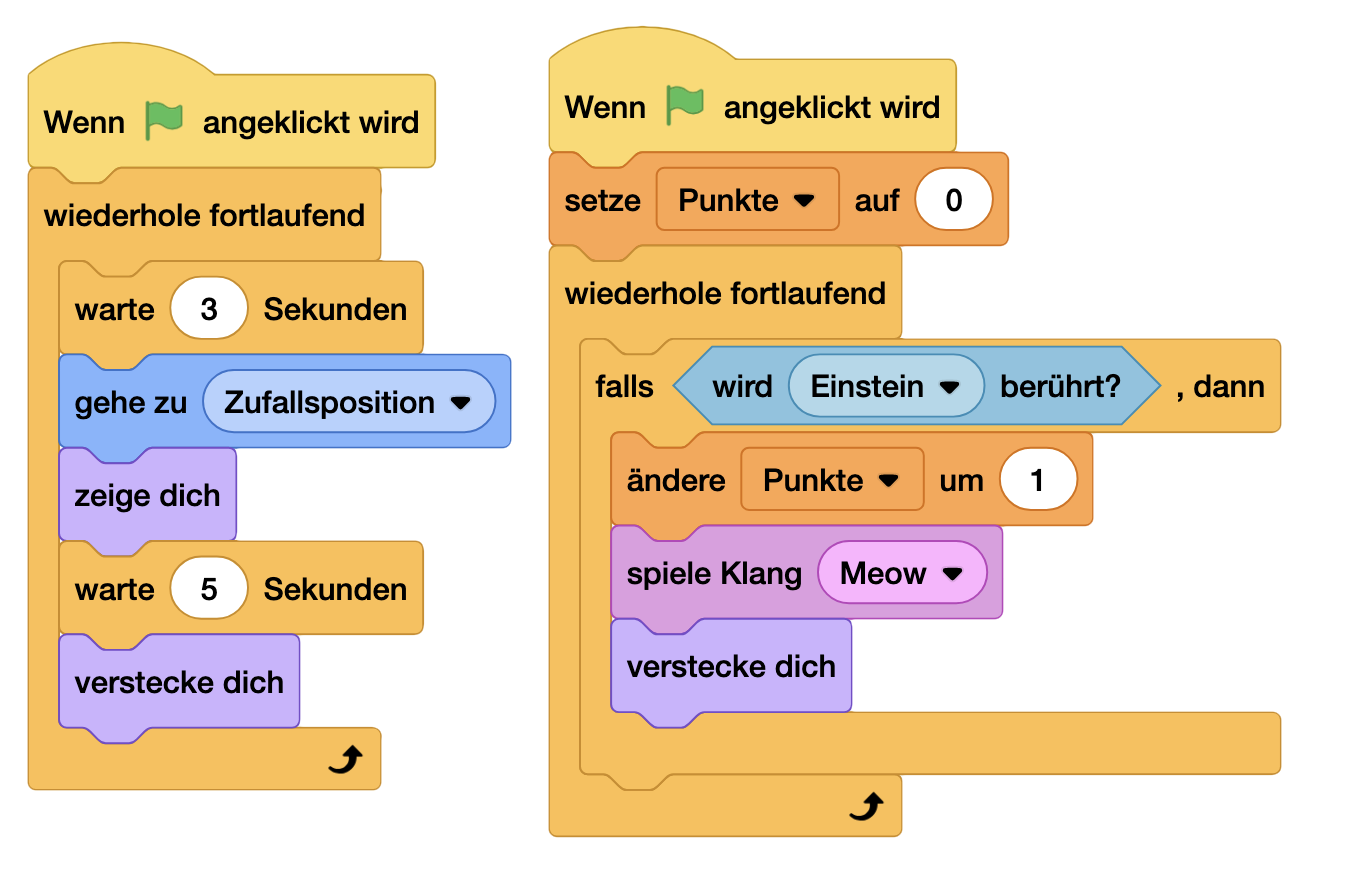 Wenn angeklickt wird
wiederhole fortlaufend
warte 3 Sekunden
gehe zu Zufallsposition
zeige dich
warte 5 Sekunden
verstecke dich
Wenn angeklickt wird
setze Punkte auf 0
wiederhole fortlaufend
falls wird Einstein berührt? , dann
ändere Punkte um 1
spiele Klang Meow
verstecke dich